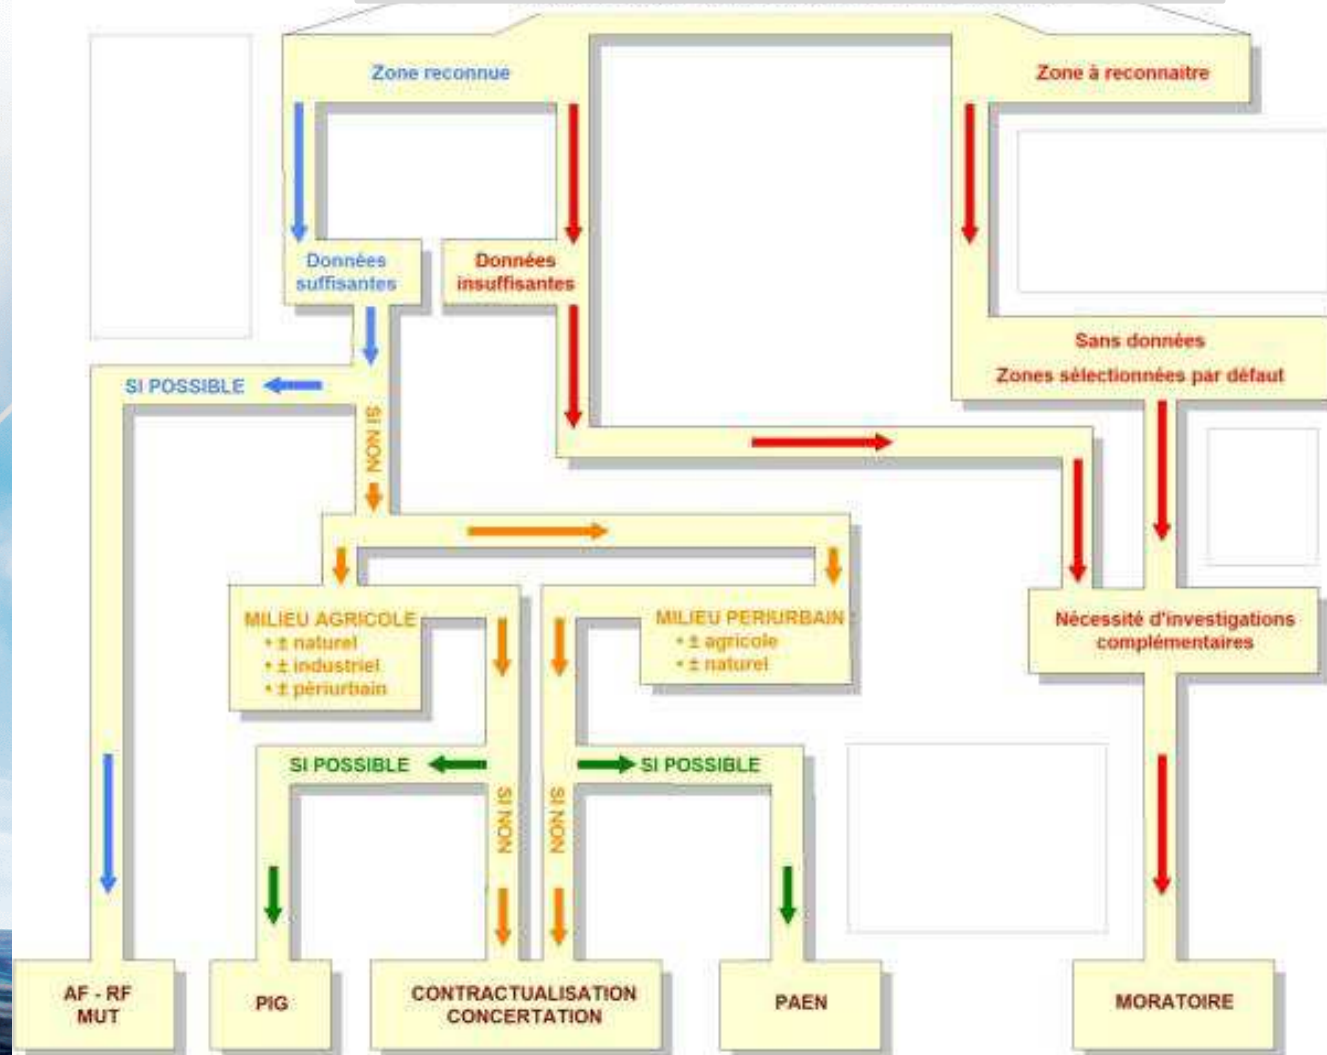 Zone reconnue
Zone à reconnaitre
Données
suffisantes
Données
insuffisantes
Sans données
Zones sélectionnées par défaut
SI POSSIBLE
SI NON
MILIEU AGRICOLE :
• ± naturel
• ± industriel
• ± périurbain
MILIEU PERIURBAIN :
• ± agricole
• ± naturel
Nécessité d'investigations
complémentaires
SI POSSIBLE
SI POSSIBLE
SI NON
SI NON
AF - RF
MUT
PIG
CONTRACTUALISATION
CONCERTATION
PAEN
MORATOIRE